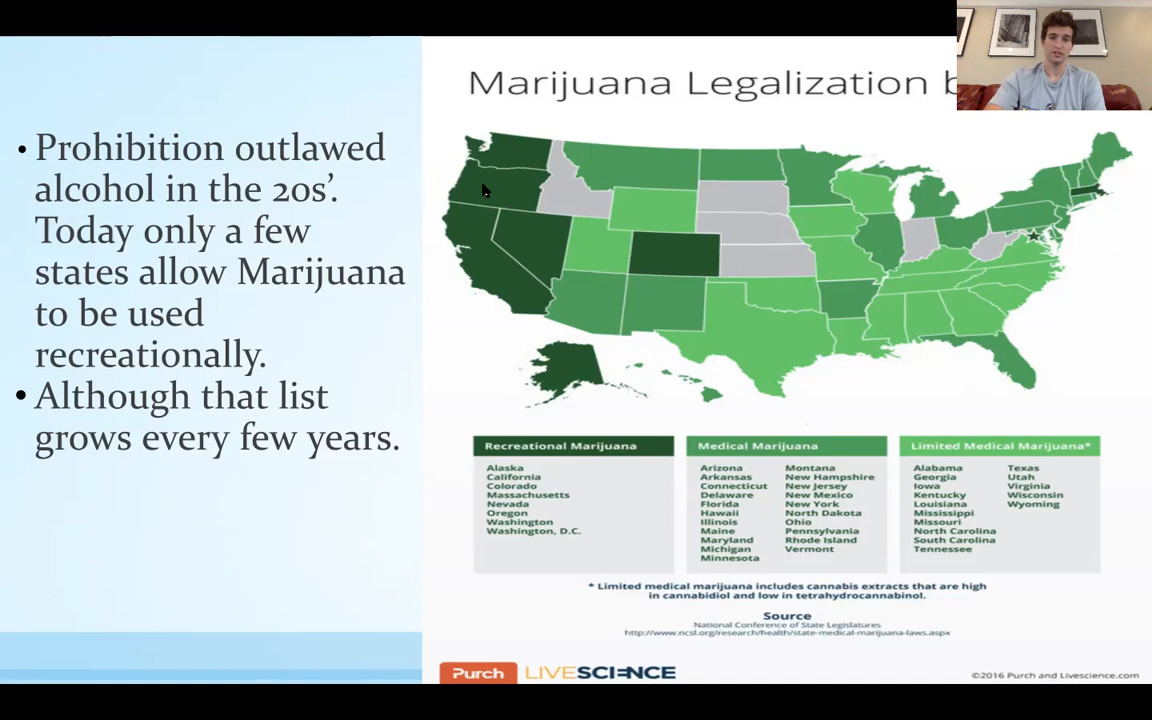 • Prohibition outlawed
alcohol in the 20s’.
Today only a few
states allow Marijuana
to be used
recreationally.
• Although that list
grows every few years.
Marijuana Legalization
Recreational Marijuana
Alaska
California
Colorado
Massachusetts
Nevada
Oregon
Washington
Washington, D.C.
Medical Marijuana
Arizona
Arkansas
Connecticut
Delaware
Florida
Hawaii
Illinois
Maine
Maryland
Michigan
Minnesota
Montana
New Hampshire
New Jersey
New Mexico
New York
North Dakota
Ohio
Pennsylvania
Rhode Island
Vermont
Limited Medical Marijuana*
Alabama
Georgia
Iowa
Kentucky
Louisiana
Mississippi
Missouri
North Carolina
South Carolina
Tennessee
Texas
Utah
Virginia
Wisconsin
Wyoming
* Limited medical marijuana includes cannabis extracts that are high
in cannabidiol and low in tetrahydrocannabinol.
Source
National Conference of State Legislatures
http://www.ncsl.org/research/health/state-medical-marijuana-laws.aspx
Purch LIVESCIENCE
©2016 Purch and Livescience.com